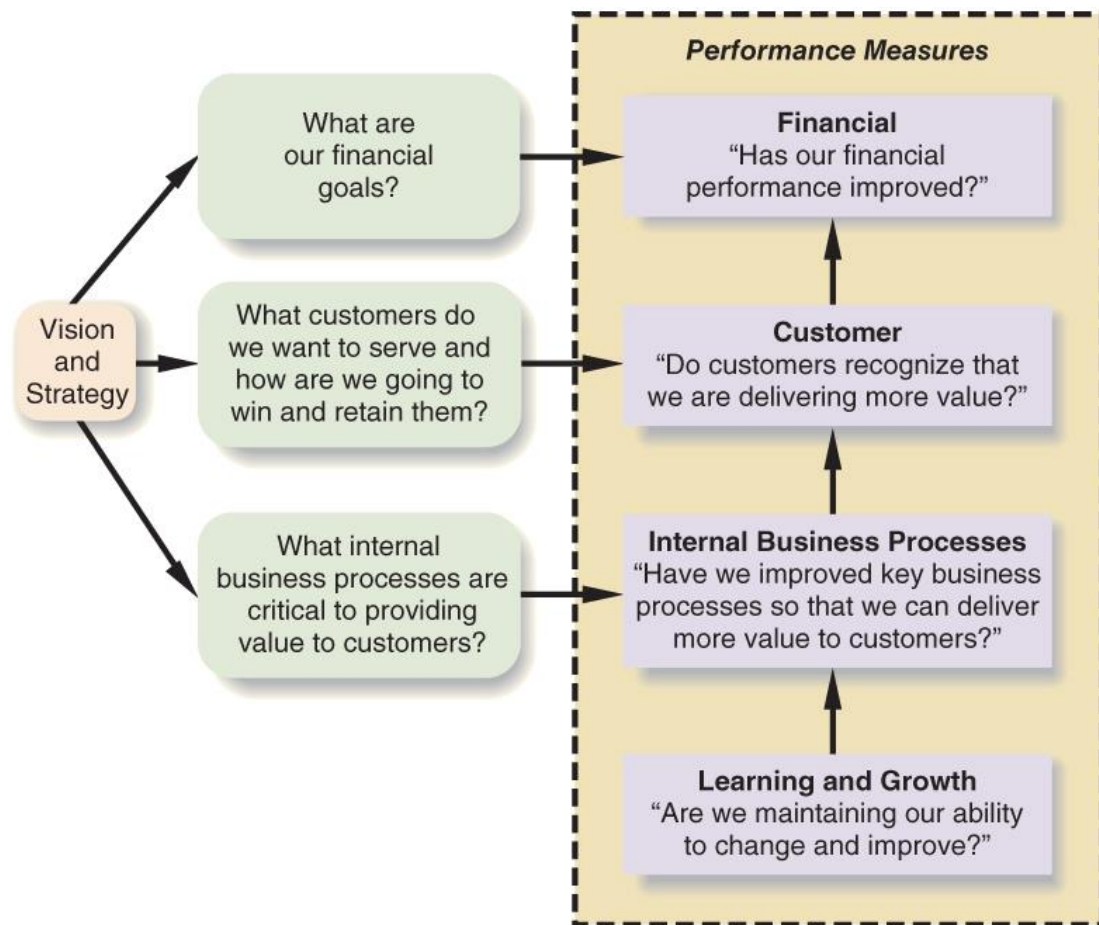 Performance Measures
What are
our financial
goals?
Financial
“Has our financial
performance improved?”
Vision
and
Strategy
What customers do
we want to serve and
how are we going to
win and retain them?
Customer
“Do customers recognize that
we are delivering more value?”
What internal
business processes are
critical to providing
value to customers?
Internal Business Processes
“Have we improved key business
processes so that we can deliver
more value to customers?”
Learning and Growth
“Are we maintaining our ability
to change and improve?”